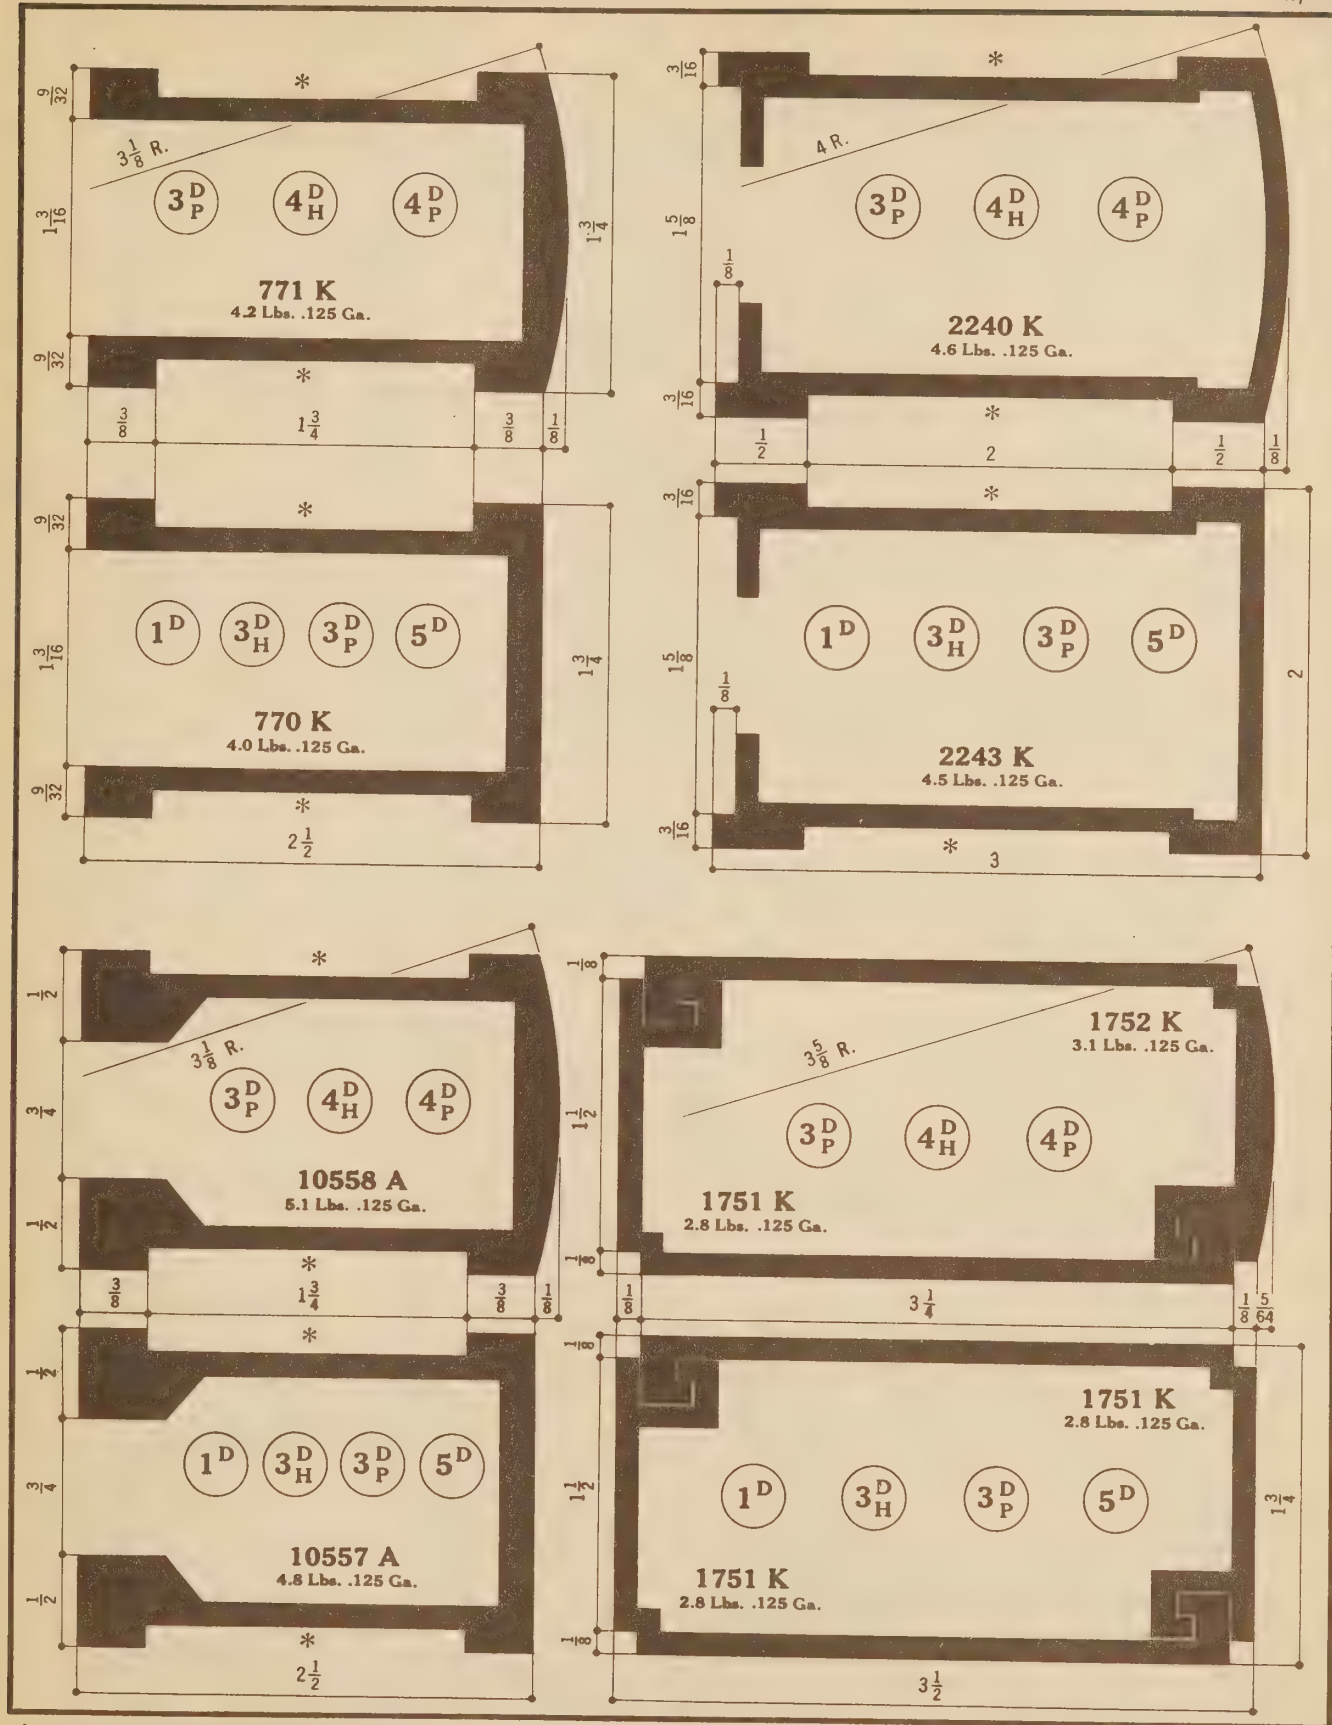 *
9/32
3 1/8 R.
1 3/16
3 D P
4 D H
4 D P
1 3/4
771 K
4.2 Lbs. .125 Ga.
9/32
*
3/8
1 3/4
3/8
1/8
*
9/32
1 3/16
1 D
3 D H
3 D P
5 D
1 3/4
770 K
4.0 Lbs. .125 Ga.
9/32
*
2 1/2
*
3/16
4 R.
1 5/8
3 D P
4 D H
4 D P
1/8
2240 K
4.6 Lbs. .125 Ga.
3/16
*
1/2
2
1/2
1/8
*
3/16
1 5/8
1 D
3 D H
3 D P
5 D
1/8
2
2243 K
4.5 Lbs. .125 Ga.
3/16
*
3
*
1/2
3 1/8 R.
3/4
3 D P
4 D H
4 D P
10558 A
5.1 Lbs. .125 Ga.
1/2
*
3/8
1 3/4
3/8
1/8
*
1/2
3/4
1 D
3 D H
3 D P
5 D
10557 A
4.8 Lbs. .125 Ga.
1/2
*
2 1/2
1/8
1752 K
3.1 Lbs. .125 Ga.
3 5/8 R.
1 1/2
3 D P
4 D H
4 D P
1751 K
2.8 Lbs. .125 Ga.
1/8
1/8
3 1/4
1/8
5/64
1/8
1751 K
2.8 Lbs. .125 Ga.
1 1/2
1 D
3 D H
3 D P
5 D
1 3/4
1751 K
2.8 Lbs. .125 Ga.
1/8
3 1/2